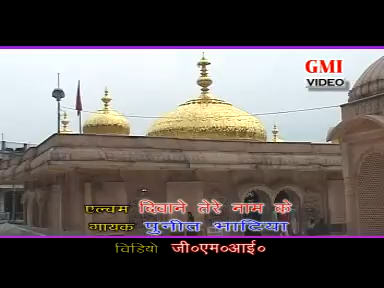 GMI
VIDEO
एल्बम दिवाने तेरे नाम के
गायक पुनीत भाटिया
विडियो जी०एम०आई०